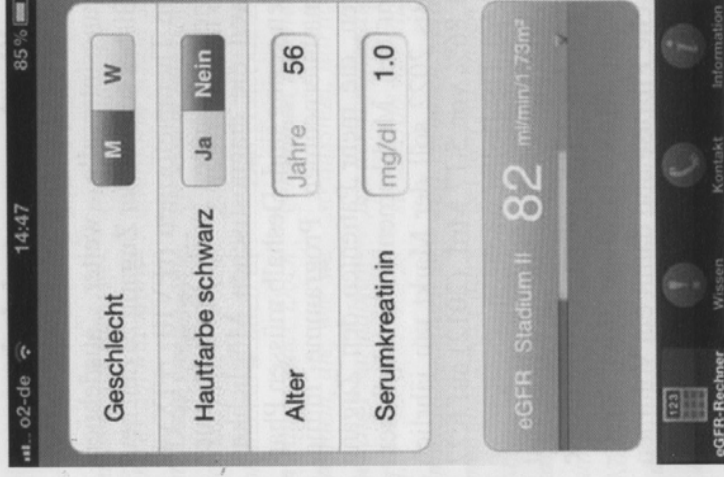 o2-de 14:47 85%
Geschlecht M W
Hautfarbe schwarz Ja Nein
Alter Jahre 56
Serumkreatinin mg/dl 1.0
eGFR Stadium II 82 ml/min/1.73m²
123
eGFR-Rechner Wissen Kontakt Information